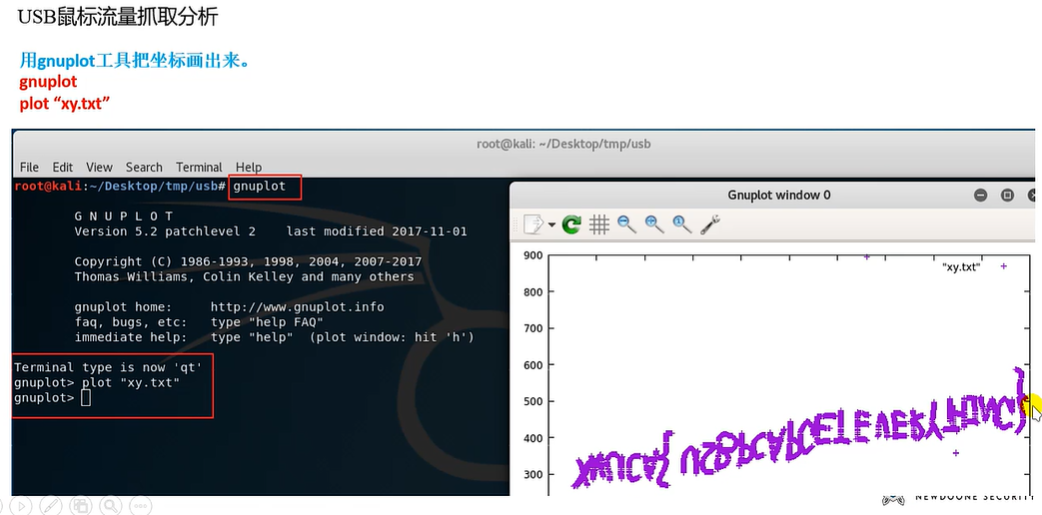 USB鼠标流量抓取分析
用gnuplot工具把坐标画出来。
gnuplot
plot “xy.txt”
root@kali: ~/Desktop/tmp/usb
File Edit View Search Terminal Help
root@kali:~/Desktop/tmp/usb# gnuplot
G N U P L O T
Version 5.2 patchlevel 2 last modified 2017-11-01
Copyright (C) 1986-1993, 1998, 2004, 2007-2017
Thomas Williams, Colin Kelley and many others
gnuplot home: http://www.gnuplot.info
faq, bugs, etc: type "help FAQ"
immediate help: type "help" (plot window: hit 'h')
Terminal type is now 'qt'
gnuplot> plot "xy.txt"
gnuplot>
Gnuplot window 0
"xy.txt"
900
800
700
600
500
400
300
NEWDOONE SECURITY